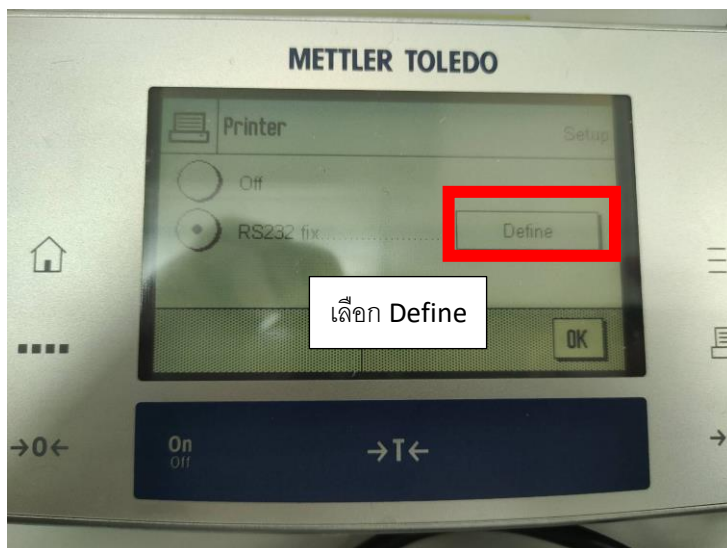 METTLER TOLEDO
Printer
Setup
Off
RS232 fix
Define
เลือก Define
OK
→0←
On
Off
→T←